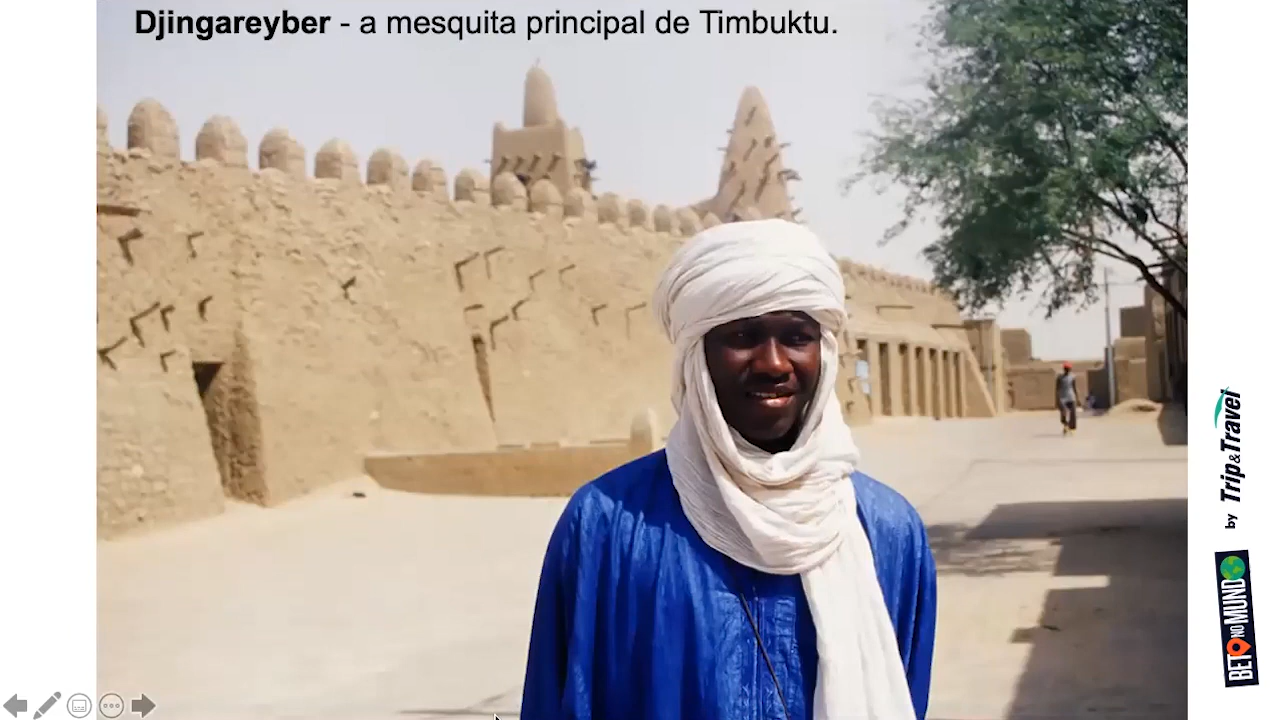 Djingareyber - a mesquita principal de Timbuktu.
by Trip&Travel
BETO NO MUNDO